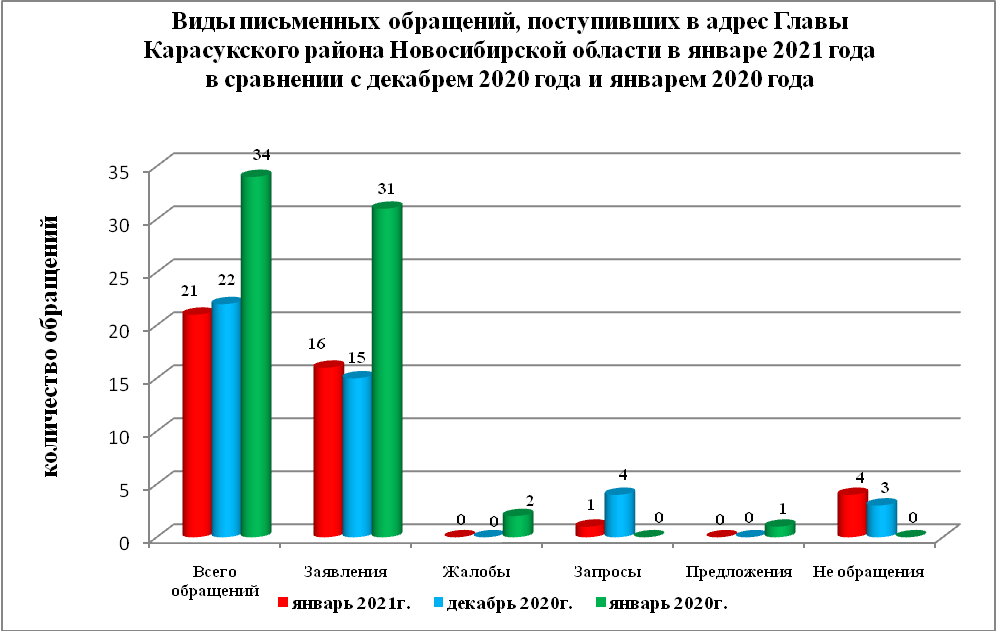 Виды письменных обращений, поступивших в адрес Главы
Карасукского района Новосибирской области в январе 2021 года
в сравнении с декабрем 2020 года и январем 2020 года
количество обращений
35
30
25
20
15
10
5
0
21
22
34
16
15
31
0
0
2
1
4
0
0
0
1
4
3
0
Всего
обращений
Заявления
Жалобы
Запросы
Предложения
Не обращения
январь 2021г.
декабрь 2020г.
январь 2020г.